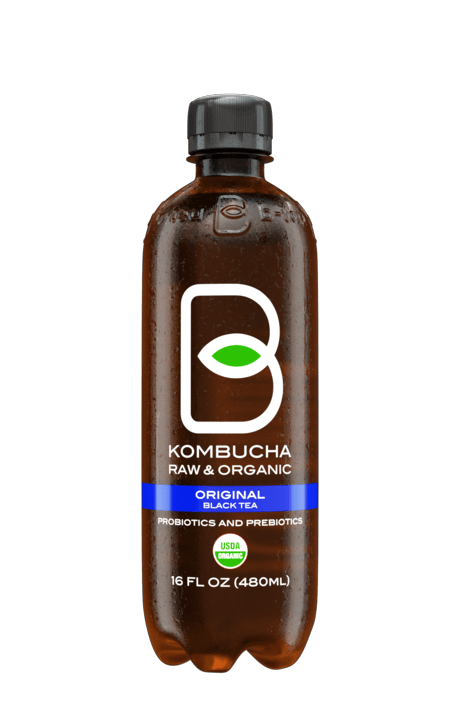 B
KOMBUCHA
RAW & ORGANIC
ORIGINAL
BLACK TEA
PROBIOTICS AND PREBIOTICS
USDA
ORGANIC
16 FL OZ (480ML)